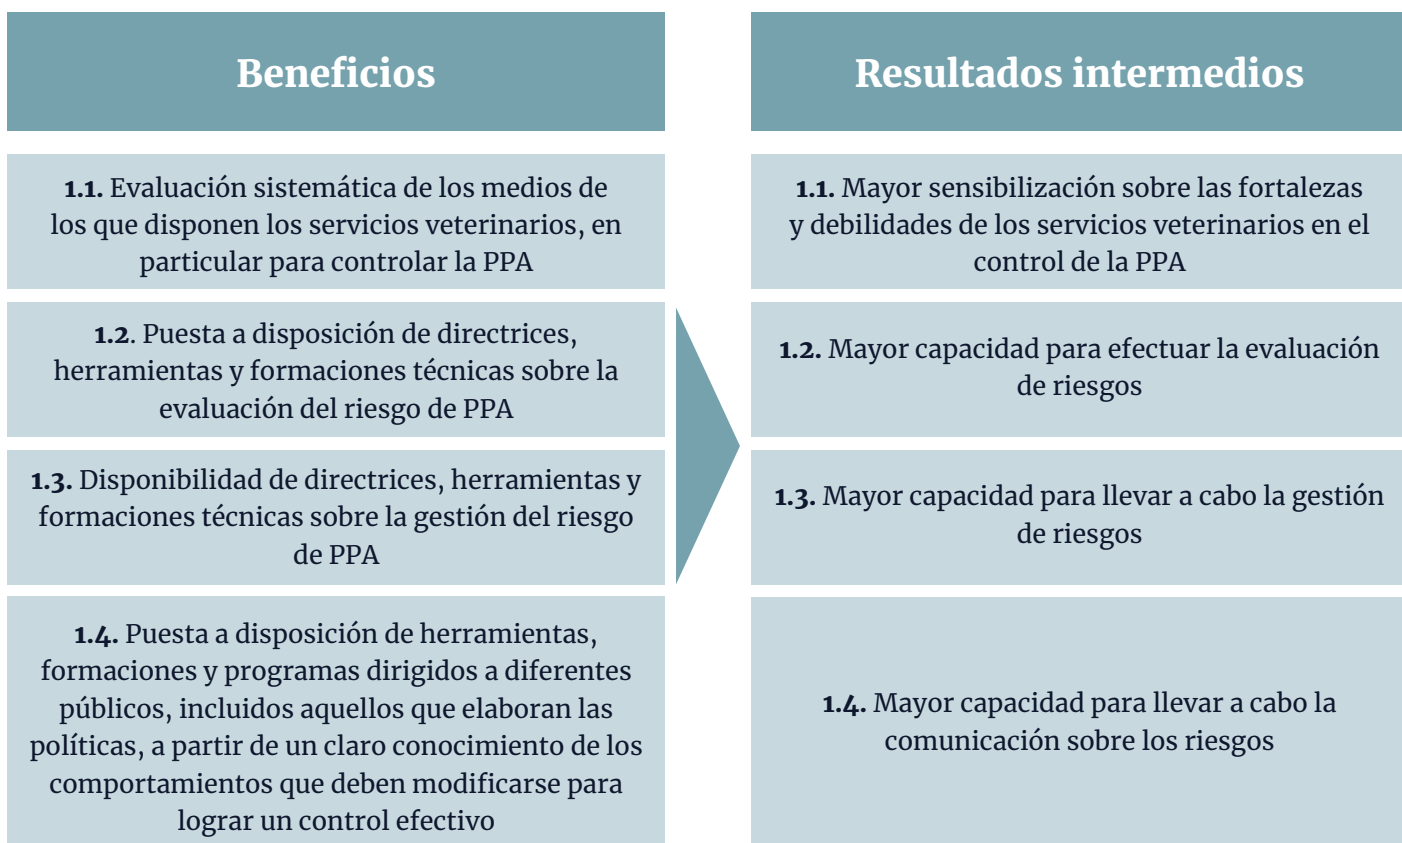 Beneficios
Resultados intermedios
1.1. Evaluación sistemática de los medios de
los que disponen los servicios veterinarios, en
particular para controlar la PPA
1.1. Mayor sensibilización sobre las fortalezas
y debilidades de los servicios veterinarios en el
control de la PPA
1.2. Puesta a disposición de directrices,
herramientas y formaciones técnicas sobre la
evaluación del riesgo de PPA
1.2. Mayor capacidad para efectuar la evaluación
de riesgos
1.3. Disponibilidad de directrices, herramientas y
formaciones técnicas sobre la gestión del riesgo
de PPA
1.3. Mayor capacidad para llevar a cabo la gestión
de riesgos
1.4. Puesta a disposición de herramientas,
formaciones y programas dirigidos a diferentes
públicos, incluidos aquellos que elaboran las
políticas, a partir de un claro conocimiento de los
comportamientos que deben modificarse para
lograr un control efectivo
1.4. Mayor capacidad para llevar a cabo la
comunicación sobre los riesgos